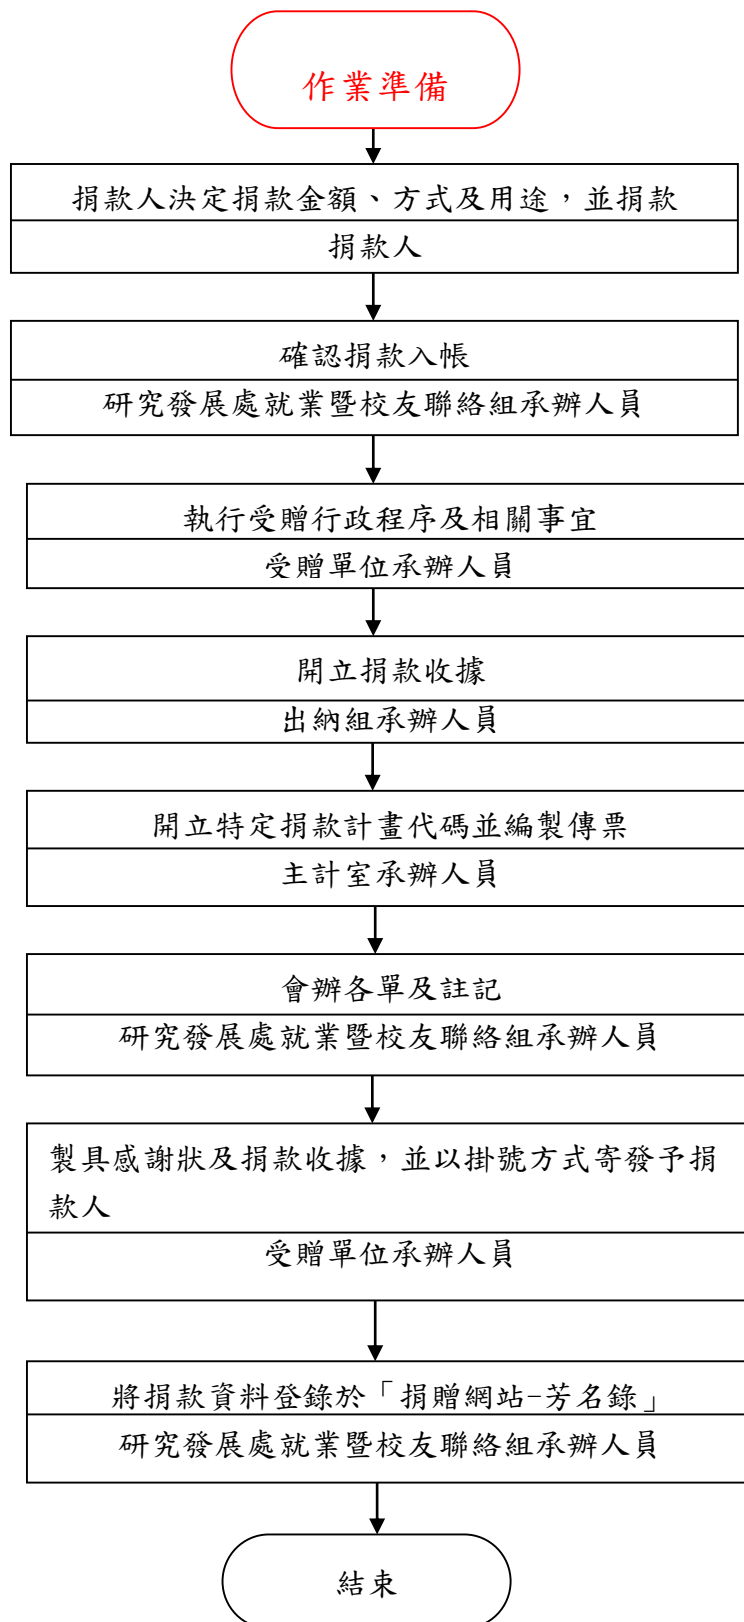 作業準備
捐款人決定捐款金額、方式及用途，並捐款
捐款人
確認捐款入帳
研究發展處就業暨校友聯絡組承辦人員
執行受贈行政程序及相關事宜
受贈單位承辦人員
開立捐款收據
出納組承辦人員
開立特定捐款計畫代碼並編製傳票
主計室承辦人員
會辦各單及註記
研究發展處就業暨校友聯絡組承辦人員
製具感謝狀及捐款收據，並以掛號方式寄發予捐
款人
受贈單位承辦人員
將捐款資料登錄於「捐贈網站-芳名錄」
研究發展處就業暨校友聯絡組承辦人員
結束